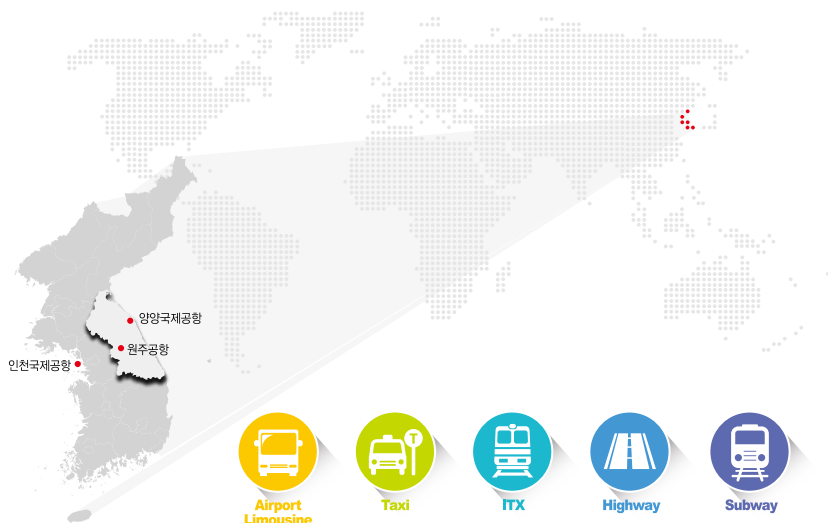 양양국제공항
원주공항
인천국제공항
T
Airport
Limousine
Taxi
ITX
Highway
Subway